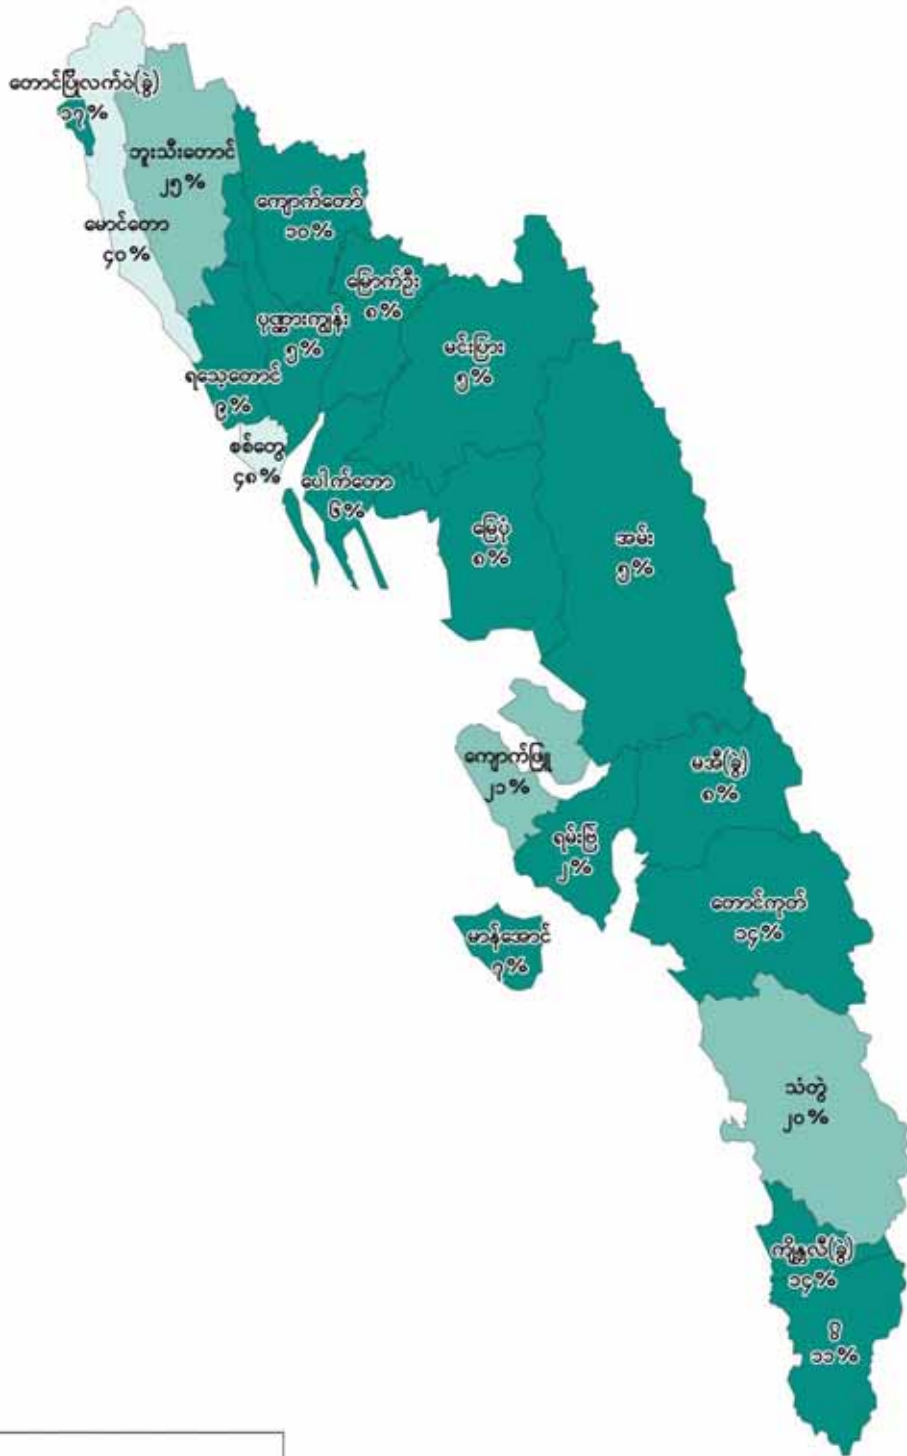 တောင်ပြိုလက်ဝဲ(ခွဲ)
၁၇%
ဘူးသီးတောင်
၂၅%
ကျောက်တော်
၁၀%
မောင်တော
၄၀%
မြောက်ဦး
၈%
ပုဏ္ဏားကျွန်း
၅%
မင်းပြား
၅%
ရသေ့တောင်
၉%
စစ်တွေ
၄၈%
ပေါက်တော
၆%
မြေပုံ
၈%
အမ်း
၅%
ကျောက်ဖြူ
၂၁%
မအီ(ခွဲ)
၈%
ရမ်းဗြဲ
၂%
တောင်ကုတ်
၁၄%
မာန်အောင်
၇%
သံတွဲ
၂၀%
ကျိန္တလီ(ခွဲ)
၁၄%
ဂွ
၁၁%